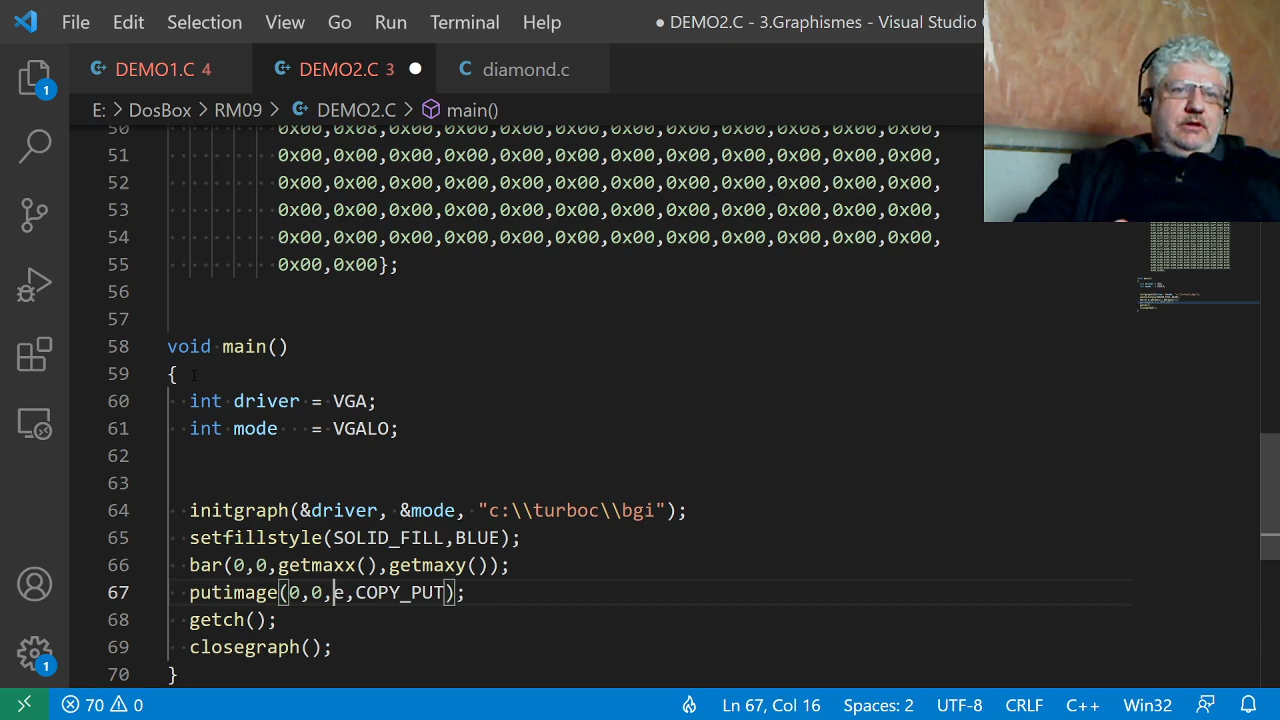 File Edit Selection View Go Run Terminal Help ● DEMO2.C - 3.Graphismes - Visual Studio
DEMO1.C 4 DEMO2.C 3 ● C diamond.c
E: > DosBox > RM09 > DEMO2.C > main()
50 0x00,0x08,0x00,0x00,0x00,0x00,0x00,0x00,0x00,0x08,0x00,0x00,
51 0x00,0x00,0x00,0x00,0x00,0x00,0x00,0x00,0x00,0x00,0x00,0x00,
52 0x00,0x00,0x00,0x00,0x00,0x00,0x00,0x00,0x00,0x00,0x00,0x00,
53 0x00,0x00,0x00,0x00,0x00,0x00,0x00,0x00,0x00,0x00,0x00,0x00,
54 0x00,0x00,0x00,0x00,0x00,0x00,0x00,0x00,0x00,0x00,0x00,0x00,
55 0x00,0x00};
56
57
58 void main()
59 {
60 int driver = VGA;
61 int mode = VGALO;
62
63
64 initgraph(&driver, &mode, "c:\\turboc\\bgi");
65 setfillstyle(SOLID_FILL,BLUE);
66 bar(0,0,getmaxx(),getmaxy());
67 putimage(0,0,e,COPY_PUT);
68 getch();
69 closegraph();
70 }
1
1
70 0 Ln 67, Col 16 Spaces: 2 UTF-8 CRLF C++ Win32